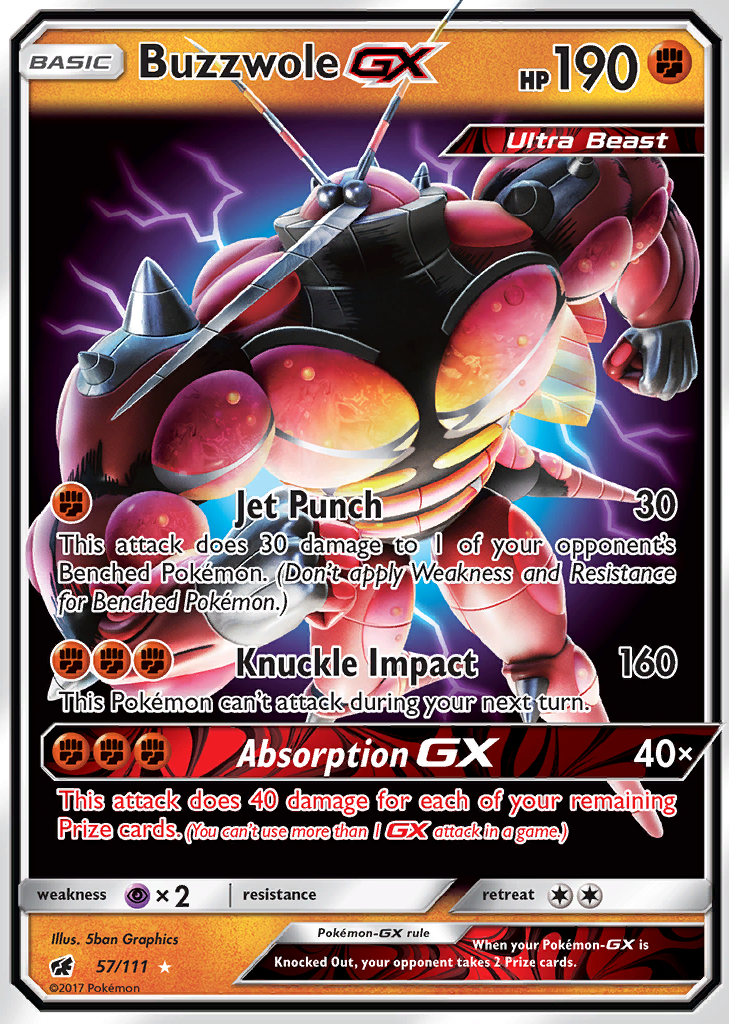 BASIC Buzzwole GX HP 190
Ultra Beast
Jet Punch 30
This attack does 30 damage to 1 of your opponent's
Benched Pokémon. (Don't apply Weakness and Resistance
for Benched Pokémon.)
Knuckle Impact 160
This Pokémon can't attack during your next turn.
Absorption GX 40×
This attack does 40 damage for each of your remaining
Prize cards. (You can't use more than 1 GX attack in a game.)
weakness × 2 resistance retreat
Illus. 5ban Graphics
57/111
©2017 Pokémon
Pokémon-GX rule
When your Pokémon-GX is
Knocked Out, your opponent takes 2 Prize cards.